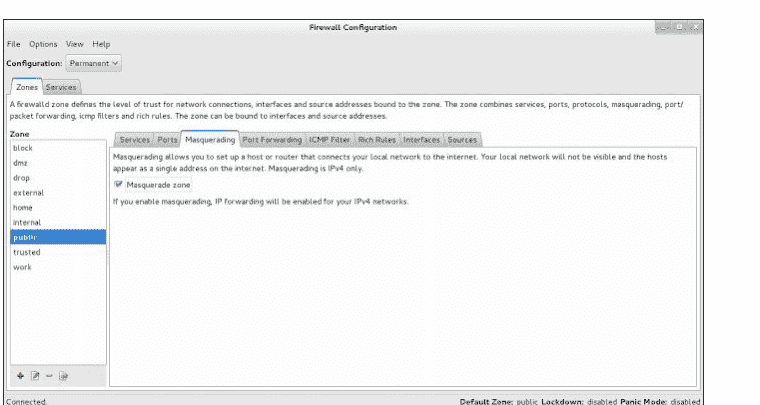 Firewall Configuration
File Options View Help
Configuration: Permanent
Zones Services
A firewalld zone defines the level of trust for network connections, interfaces and source addresses bound to the zone. The zone combines services, ports, protocols, masquerading, port/
packet forwarding, icmp filters and rich rules. The zone can be bound to interfaces and source addresses.
Zone
block
dmz
drop
external
home
internal
public
trusted
work
Services Ports Masquerading Port Forwarding ICMP Filter Rich Rules Interfaces Sources
Masquerading allows you to set up a host or router that connects your local network to the internet. Your local network will not be visible and the hosts
appear as a single address on the internet. Masquerading is IPv4 only.
Masquerade zone
If you enable masquerading, IP forwarding will be enabled for your IPv4 networks.
Connected.
Default Zone: public Lockdown: disabled Panic Mode: disabled